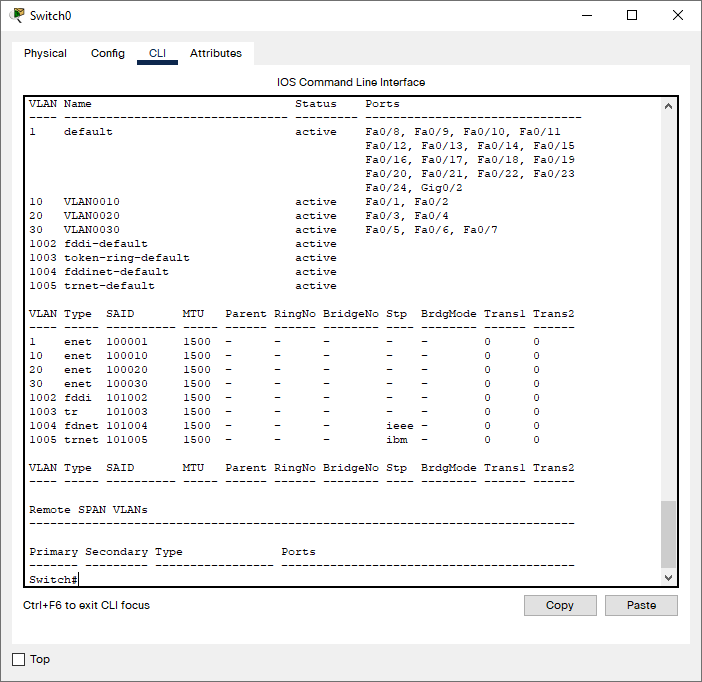 Switch0
Physical Config CLI Attributes
IOS Command Line Interface
VLAN Name                             Status    Ports
---- -------------------------------- --------- -------------------------------
1    default                          active    Fa0/8, Fa0/9, Fa0/10, Fa0/11
                                                Fa0/12, Fa0/13, Fa0/14, Fa0/15
                                                Fa0/16, Fa0/17, Fa0/18, Fa0/19
                                                Fa0/20, Fa0/21, Fa0/22, Fa0/23
                                                Fa0/24, Gig0/2
10   VLAN0010                         active    Fa0/1, Fa0/2
20   VLAN0020                         active    Fa0/3, Fa0/4
30   VLAN0030                         active    Fa0/5, Fa0/6, Fa0/7
1002 fddi-default                     active
1003 token-ring-default               active
1004 fddinet-default                  active
1005 trnet-default                    active
VLAN Type  SAID       MTU   Parent RingNo BridgeNo Stp  BrdgMode Trans1 Trans2
---- ----- ---------- ----- ------ ------ -------- ---- -------- ------ ------
1    enet  100001     1500  -      -      -        -    -        0      0
10   enet  100010     1500  -      -      -        -    -        0      0
20   enet  100020     1500  -      -      -        -    -        0      0
30   enet  100030     1500  -      -      -        -    -        0      0
1002 fddi  101002     1500  -      -      -        -    -        0      0
1003 tr    101003     1500  -      -      -        -    -        0      0
1004 fdnet 101004     1500  -      -      -        ieee -        0      0
1005 trnet 101005     1500  -      -      -        ibm  -        0      0
VLAN Type  SAID       MTU   Parent RingNo BridgeNo Stp  BrdgMode Trans1 Trans2
---- ----- ---------- ----- ------ ------ -------- ---- -------- ------ ------
Remote SPAN VLANs
------------------------------------------------------------------------------
Primary Secondary Type              Ports
------- --------- ----------------- ------------------------------------------
Switch#
Ctrl+F6 to exit CLI focus
Copy Paste
Top